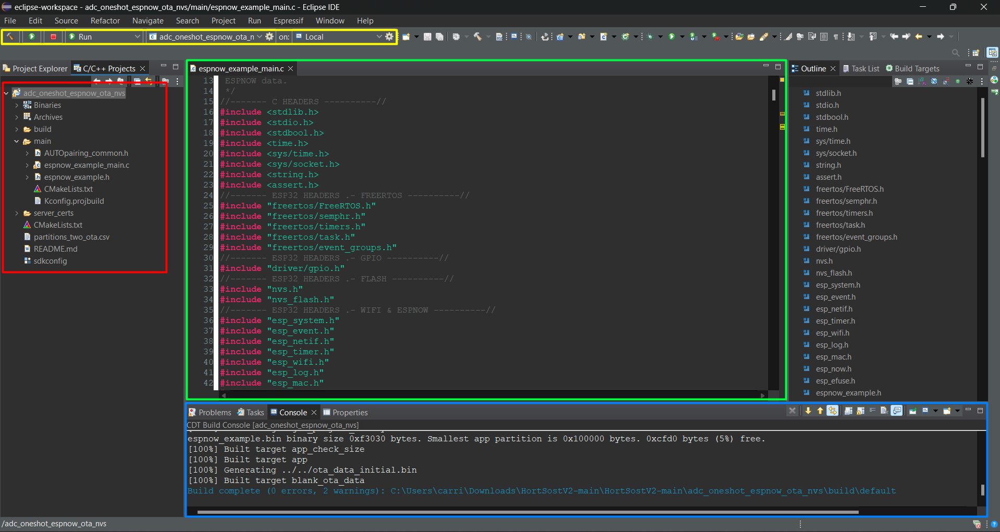 eclipse-workspace - adc_oneshot_espnow_ota_nvs/main/espnow_example_main.c - Eclipse IDE
File Edit Source Refactor Navigate Search Project Run Espressif Window Help
Run adc_oneshot_espnow_ota_n on: Local
Project Explorer C/C++ Projects
adc_oneshot_espnow_ota_nvs
Binaries
Archives
build
main
AUTOpairing_common.h
espnow_example_main.c
espnow_example.h
CMakeLists.txt
Kconfig.projbuild
server_certs
CMakeLists.txt
partitions_two_ota.csv
README.md
sdkconfig
espnow_example_main.c
13 ESPNOW data.
14 */
15 //------- C HEADERS ----------//
16 #include <stdlib.h>
17 #include <stdio.h>
18 #include <stdbool.h>
19 #include <time.h>
20 #include <sys/time.h>
21 #include <sys/socket.h>
22 #include <string.h>
23 #include <assert.h>
24 //------- ESP32 HEADERS .- FREERTOS ----------//
25 #include "freertos/FreeRTOS.h"
26 #include "freertos/semphr.h"
27 #include "freertos/timers.h"
28 #include "freertos/task.h"
29 #include "freertos/event_groups.h"
30 //------- ESP32 HEADERS .- GPIO ----------//
31 #include "driver/gpio.h"
32 //------- ESP32 HEADERS .- FLASH ----------//
33 #include "nvs.h"
34 #include "nvs_flash.h"
35 //------- ESP32 HEADERS .- WIFI & ESPNOW ----------//
36 #include "esp_system.h"
37 #include "esp_event.h"
38 #include "esp_netif.h"
39 #include "esp_timer.h"
40 #include "esp_wifi.h"
41 #include "esp_log.h"
42 #include "esp_mac.h"
Outline Task List Build Targets
stdlib.h
stdio.h
stdbool.h
time.h
sys/time.h
sys/socket.h
string.h
assert.h
freertos/FreeRTOS.h
freertos/semphr.h
freertos/timers.h
freertos/task.h
freertos/event_groups.h
driver/gpio.h
nvs.h
nvs_flash.h
esp_system.h
esp_event.h
esp_netif.h
esp_timer.h
esp_wifi.h
esp_log.h
esp_mac.h
esp_now.h
esp_efuse.h
espnow_example.h
Problems Tasks Console Properties
CDT Build Console [adc_oneshot_espnow_ota_nvs]
espnow_example.bin binary size 0xf3030 bytes. Smallest app partition is 0x100000 bytes. 0xcfd0 bytes (5%) free.
[100%] Built target app_check_size
[100%] Built target app
[100%] Generating ../../ota_data_initial.bin
[100%] Built target blank_ota_data
Build complete (0 errors, 2 warnings): C:\Users\carri\Downloads\HortSostV2-main\HortSostV2-main\adc_oneshot_espnow_ota_nvs\build\default
/adc_oneshot_espnow_ota_nvs